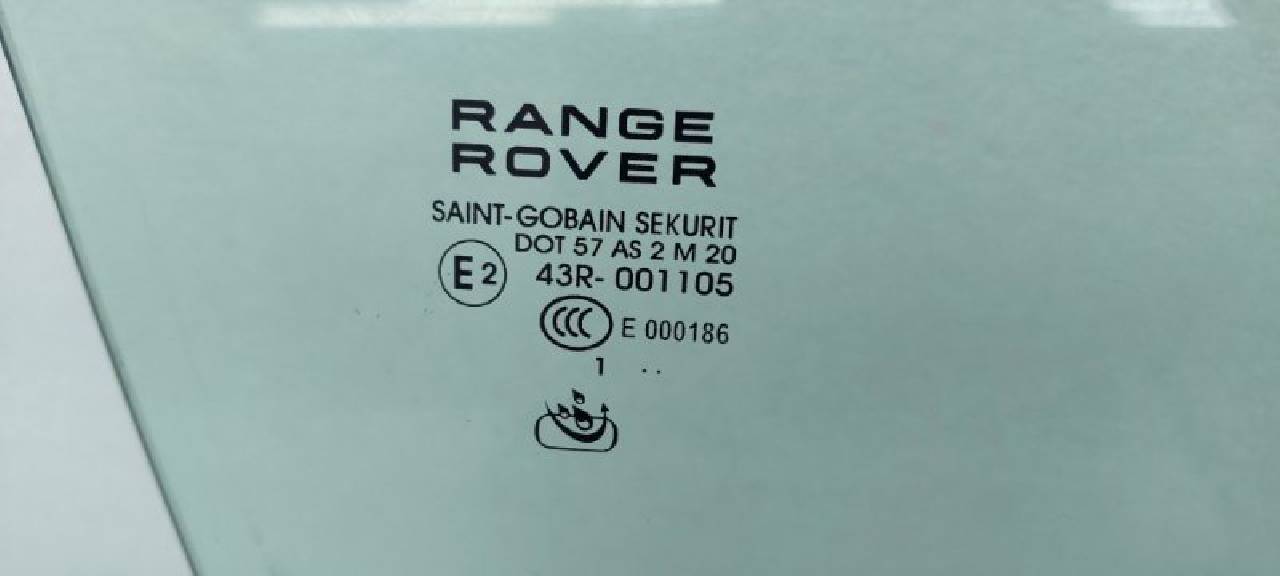 RANGE
ROVER
SAINT-GOBAIN SEKURIT
DOT 57 AS 2 M 20
E2 43R- 001105
CCC E 000186
1 ..